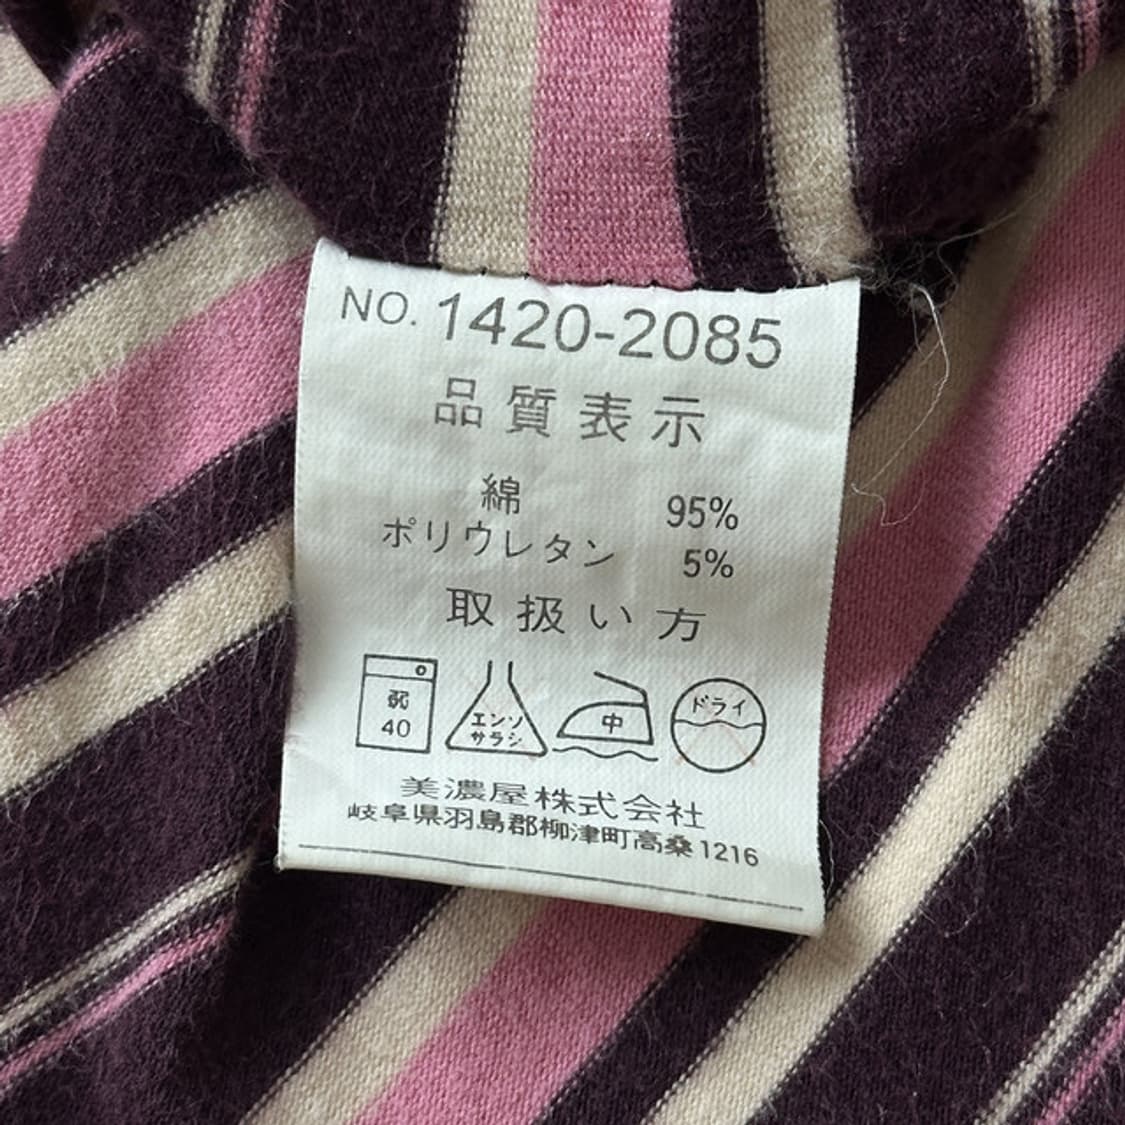 NO. 1420-2085
品質表示
綿 95%
ポリウレタン 5%
取扱い方
弱
40
エンソ
サラシ
中
ドライ
美濃屋株式会社
岐阜県羽島郡柳津町高桑1216